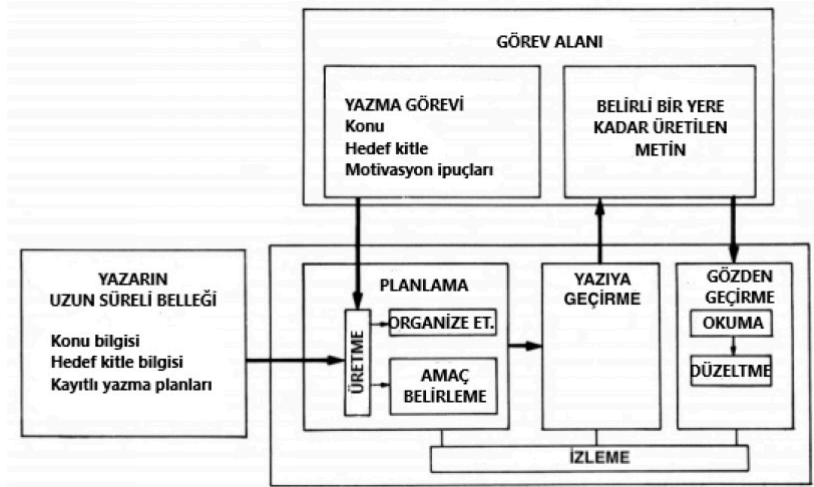 GÖREV ALANI
YAZMA GÖREVİ
Konu
Hedef kitle
Motivasyon ipuçları
BELİRLİ BİR YERE
KADAR ÜRETİLEN
METİN
YAZARIN
UZUN SÜRELİ BELLEĞİ
Konu bilgisi
Hedef kitle bilgisi
Kayıtlı yazma planları
PLANLAMA
ÜRETME
ORGANİZE ET.
AMAÇ
BELİRLEME
YAZIYA
GEÇİRME
GÖZDEN
GEÇİRME
OKUMA
DÜZELTME
İZLEME